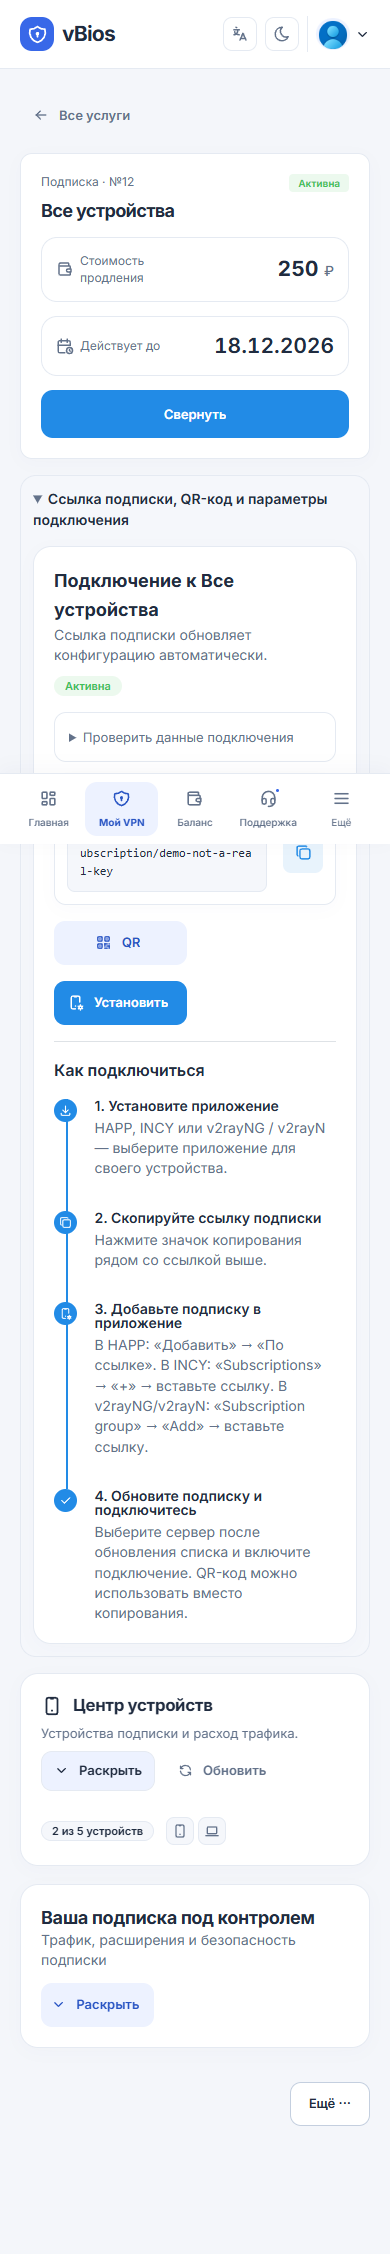 vBios
Все услуги
Подписка · №12
Активна
Все устройства
Стоимость
продления
250 ₽
Действует до
18.12.2026
Свернуть
▼ Ссылка подписки, QR-код и параметры
подключения
Подключение к Все
устройства
Ссылка подписки обновляет
конфигурацию автоматически.
Активна
▶ Проверить данные подключения
Главная
Мой VPN
Баланс
Поддержка
Ещё
ubscription/demo-not-a-rea
l-key
QR
Установить
Как подключиться
1. Установите приложение
HAPP, INCY или v2rayNG / v2rayN
— выберите приложение для
своего устройства.
2. Скопируйте ссылку подписки
Нажмите значок копирования
рядом со ссылкой выше.
3. Добавьте подписку в
приложение
В HAPP: «Добавить» → «По
ссылке». В INCY: «Subscriptions»
→ «+» → вставьте ссылку. В
v2rayNG/v2rayN: «Subscription
group» → «Add» → вставьте
ссылку.
4. Обновите подписку и
подключитесь
Выберите сервер после
обновления списка и включите
подключение. QR-код можно
использовать вместо
копирования.
Центр устройств
Устройства подписки и расход трафика.
Раскрыть
Обновить
2 из 5 устройств
Ваша подписка под контролем
Трафик, расширения и безопасность
подписки
Раскрыть
Ещё ···